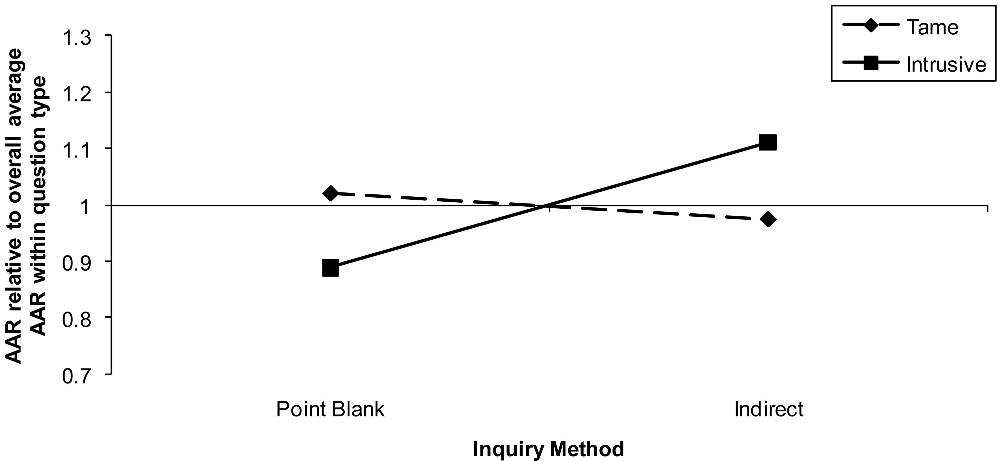 Tame
Intrusive
AAR relative to overall average
AAR within question type
1.3
1.2
1.1
1
0.9
0.8
0.7
Point Blank
Indirect
Inquiry Method